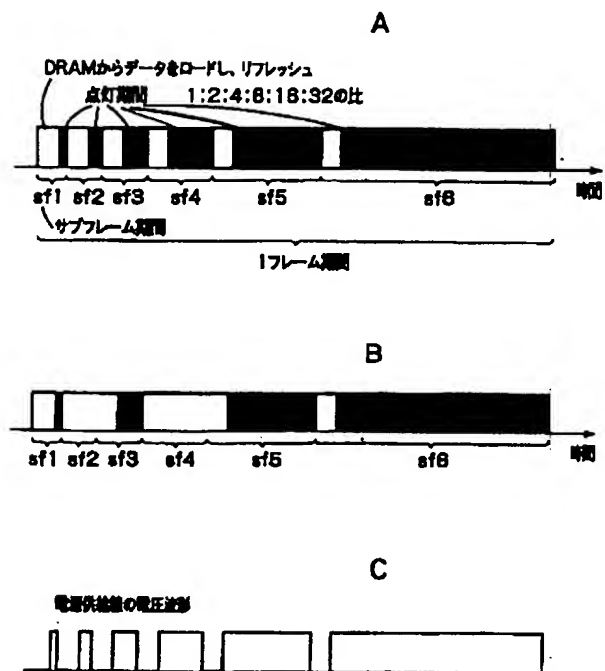 A
DRAMからデータをロードし、リフレッシュ
点灯期間 1:2:4:8:16:32の比
sf1 sf2 sf3 sf4 sf5 sf6 時間
サブフレーム期間
1フレーム期間
B
sf1 sf2 sf3 sf4 sf5 sf6 時間
C
電源供給線の電圧波形